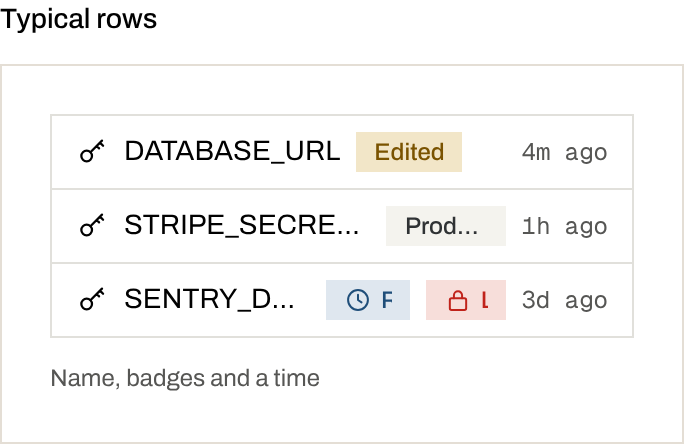 Typical rows
DATABASE_URL Edited 4m ago
STRIPE_SECRE... Prod... 1h ago
SENTRY_D... F 3d ago
Name, badges and a time